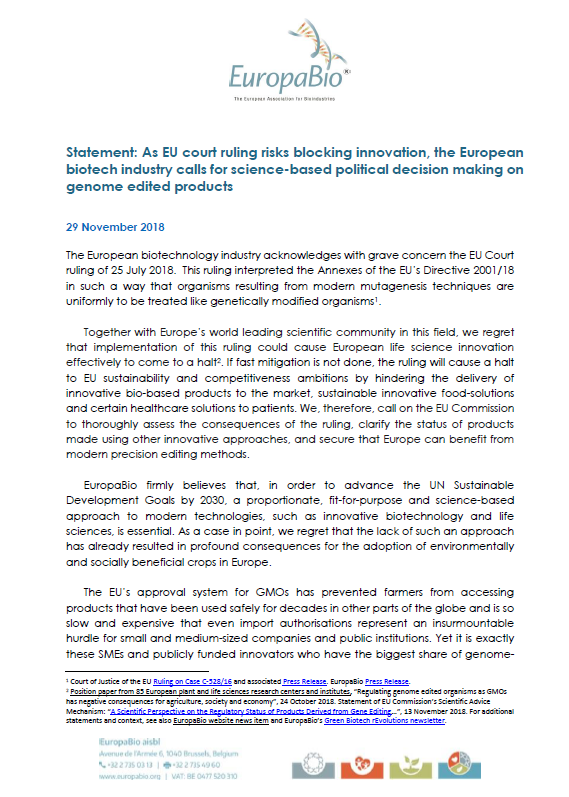 EuropaBio®
The European Association for Bioindustries
Statement: As EU court ruling risks blocking innovation, the European
biotech industry calls for science-based political decision making on
genome edited products
29 November 2018
The European biotechnology industry acknowledges with grave concern the EU Court
ruling of 25 July 2018. This ruling interpreted the Annexes of the EU's Directive 2001/18
in such a way that organisms resulting from modern mutagenesis techniques are
uniformly to be treated like genetically modified organisms¹.
Together with Europe's world leading scientific community in this field, we regret
that implementation of this ruling could cause European life science innovation
effectively to come to a halt². If fast mitigation is not done, the ruling will cause a halt
to EU sustainability and competitiveness ambitions by hindering the delivery of
innovative bio-based products to the market, sustainable innovative food-solutions
and certain healthcare solutions to patients. We, therefore, call on the EU Commission
to thoroughly assess the consequences of the ruling, clarify the status of products
made using other innovative approaches, and secure that Europe can benefit from
modern precision editing methods.
EuropaBio firmly believes that, in order to advance the UN Sustainable
Development Goals by 2030, a proportionate, fit-for-purpose and science-based
approach to modern technologies, such as innovative biotechnology and life
sciences, is essential. As a case in point, we regret that the lack of such an approach
has already resulted in profound consequences for the adoption of environmentally
and socially beneficial crops in Europe.
The EU's approval system for GMOs has prevented farmers from accessing
products that have been used safely for decades in other parts of the globe and is so
slow and expensive that even import authorisations represent an insurmountable
hurdle for small and medium-sized companies and public institutions. Yet it is exactly
these SMEs and publicly funded innovators who have the biggest share of genome-
¹ Court of Justice of the EU Ruling on Case C-528/16 and associated Press Release. EuropaBio Press Release.
² Position paper from 85 European plant and life sciences research centers and institutes, "Regulating genome edited organisms as GMOs
has negative consequences for agriculture, society and economy", 24 October 2018. Statement of EU Commission's Scientific Advice
Mechanism: "A Scientific Perspective on the Regulatory Status of Products Derived from Gene Editing...", 13 November 2018. For additional
statements and context, see also EuropaBio website news item and EuropaBio's Green Biotech rEvolutions newsletter.
EuropaBio aisbl
Avenue de l'Armée 6, 1040 Brussels, Belgium
+32 2 735 03 13 | +32 2 735 49 60
www.europabio.org | VAT: BE 0477 520 310